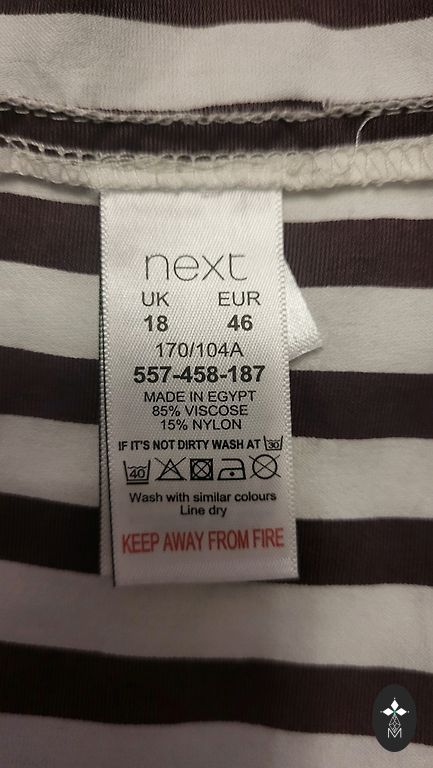 next
UK EUR
18 46
170/104A
557-458-187
MADE IN EGYPT
85% VISCOSE
15% NYLON
IF IT'S NOT DIRTY WASH AT 30
40
Wash with similar colours
Line dry
KEEP AWAY FROM FIRE
M